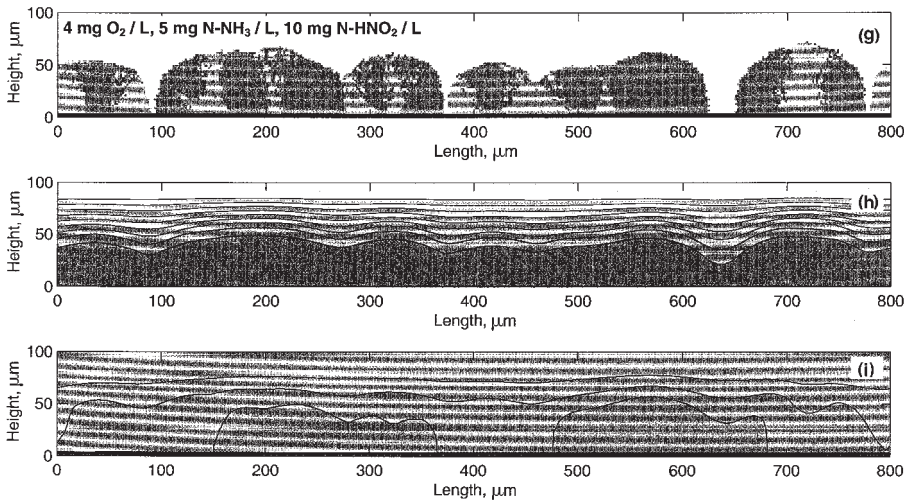 4 mg O₂ / L, 5 mg N-NH₃ / L, 10 mg N-HNO₂ / L
(g)
Height, µm
100
50
0
0 100 200 300 400 500 600 700 800
Length, µm
(h)
Height, µm
100
50
0
0 100 200 300 400 500 600 700 800
Length, µm
(i)
Height, µm
100
50
0
0 100 200 300 400 500 600 700 800
Length, µm